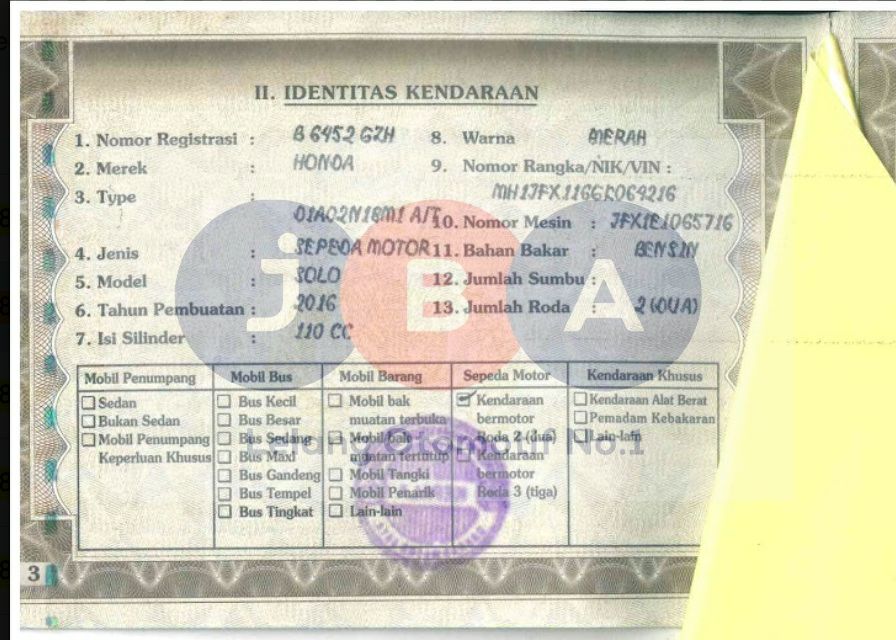 II. IDENTITAS KENDARAAN
1. Nomor Registrasi : B 6452 GZH
2. Merek : HONDA
3. Type : 01A02N18M1 A/T
4. Jenis : SEPEDA MOTOR
5. Model : SOLO
6. Tahun Pembuatan : 2016
7. Isi Silinder : 110 CC
8. Warna MERAH
9. Nomor Rangka/NIK/VIN :
MH1JFX116GK064216
10. Nomor Mesin : JFX1E1065716
11. Bahan Bakar : BENSIN
12. Jumlah Sumbu :
13. Jumlah Roda : 2 (DUA)
JBA
Lelang Otomotif No.1
Mobil Penumpang
Sedan
Bukan Sedan
Mobil Penumpang
Keperluan Khusus
Mobil Bus
Bus Kecil
Bus Besar
Bus Sedang
Bus Maxi
Bus Gandeng
Bus Tempel
Bus Tingkat
Mobil Barang
Mobil bak
muatan terbuka
Mobil bak
muatan tertutup
Mobil Tangki
Mobil Penarik
Lain-lain
Sepeda Motor
Kendaraan
bermotor
Roda 2 (dua)
Kendaraan
bermotor
Roda 3 (tiga)
Kendaraan Khusus
Kendaraan Alat Berat
Pemadam Kebakaran
Lain-lain
3